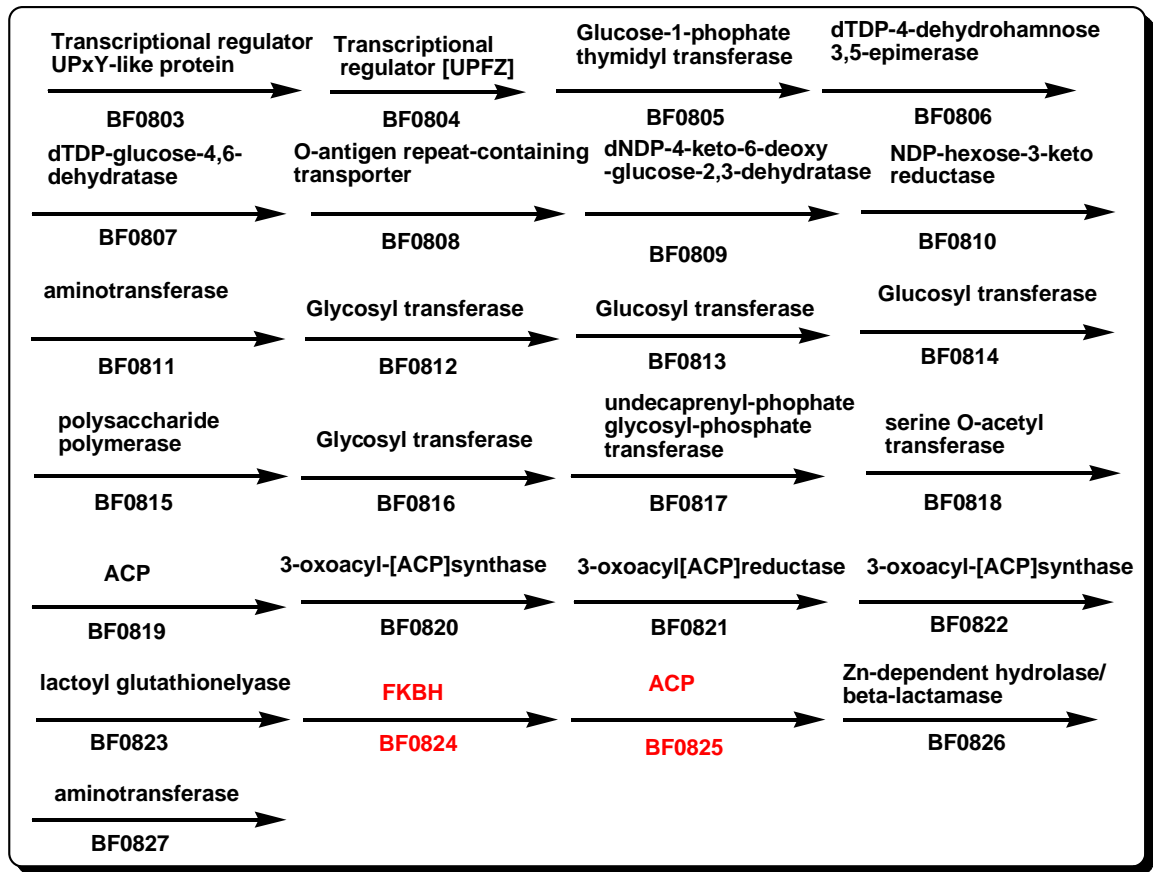 Transcriptional regulator
UPxY-like protein
BF0803
Transcriptional
regulator [UPFZ]
BF0804
Glucose-1-phophate
thymidyl transferase
BF0805
dTDP-4-dehydrohamnose
3,5-epimerase
BF0806
dTDP-glucose-4,6-
dehydratase
BF0807
O-antigen repeat-containing
transporter
BF0808
dNDP-4-keto-6-deoxy
-glucose-2,3-dehydratase
BF0809
NDP-hexose-3-keto
reductase
BF0810
aminotransferase
BF0811
Glycosyl transferase
BF0812
Glucosyl transferase
BF0813
Glucosyl transferase
BF0814
polysaccharide
polymerase
BF0815
Glycosyl transferase
BF0816
undecaprenyl-phophate
glycosyl-phosphate
transferase
BF0817
serine O-acetyl
transferase
BF0818
ACP
BF0819
3-oxoacyl-[ACP]synthase
BF0820
3-oxoacyl[ACP]reductase
BF0821
3-oxoacyl-[ACP]synthase
BF0822
lactoyl glutathionelyase
BF0823
FKBH
BF0824
ACP
BF0825
Zn-dependent hydrolase/
beta-lactamase
BF0826
aminotransferase
BF0827